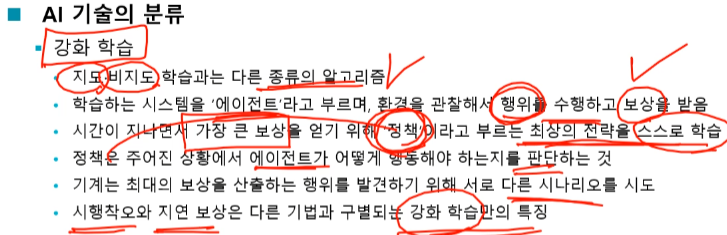 AI 기술의 분류
강화 학습
지도·비지도 학습과는 다른 종류의 알고리즘
학습하는 시스템을 '에이전트'라고 부르며, 환경을 관찰해서 행위를 수행하고 보상을 받음
시간이 지나면서 가장 큰 보상을 얻기 위해 '정책'이라고 부르는 최상의 전략을 스스로 학습
정책은 주어진 상황에서 에이전트가 어떻게 행동해야 하는지를 판단하는 것
기계는 최대의 보상을 산출하는 행위를 발견하기 위해 서로 다른 시나리오를 시도
시행착오와 지연 보상은 다른 기법과 구별되는 강화 학습만의 특징